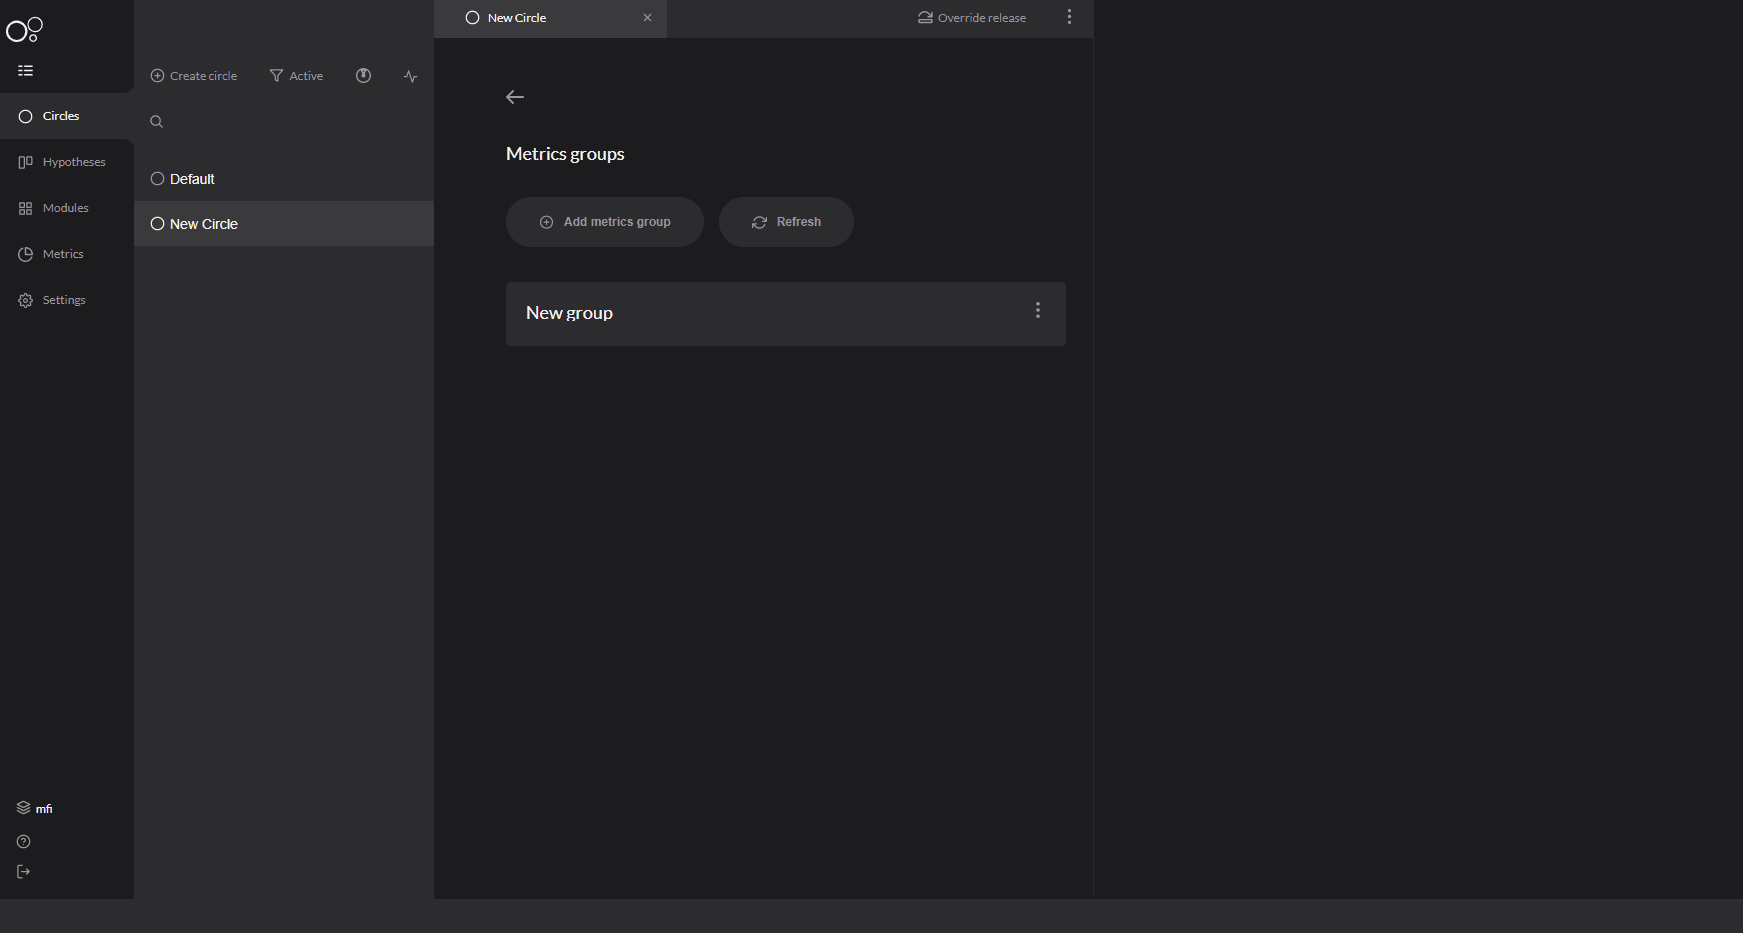 Circles
Hypotheses
Modules
Metrics
Settings
mfi
Create circle
Active
Default
New Circle
New Circle
Override release
Metrics groups
Add metrics group
Refresh
New group